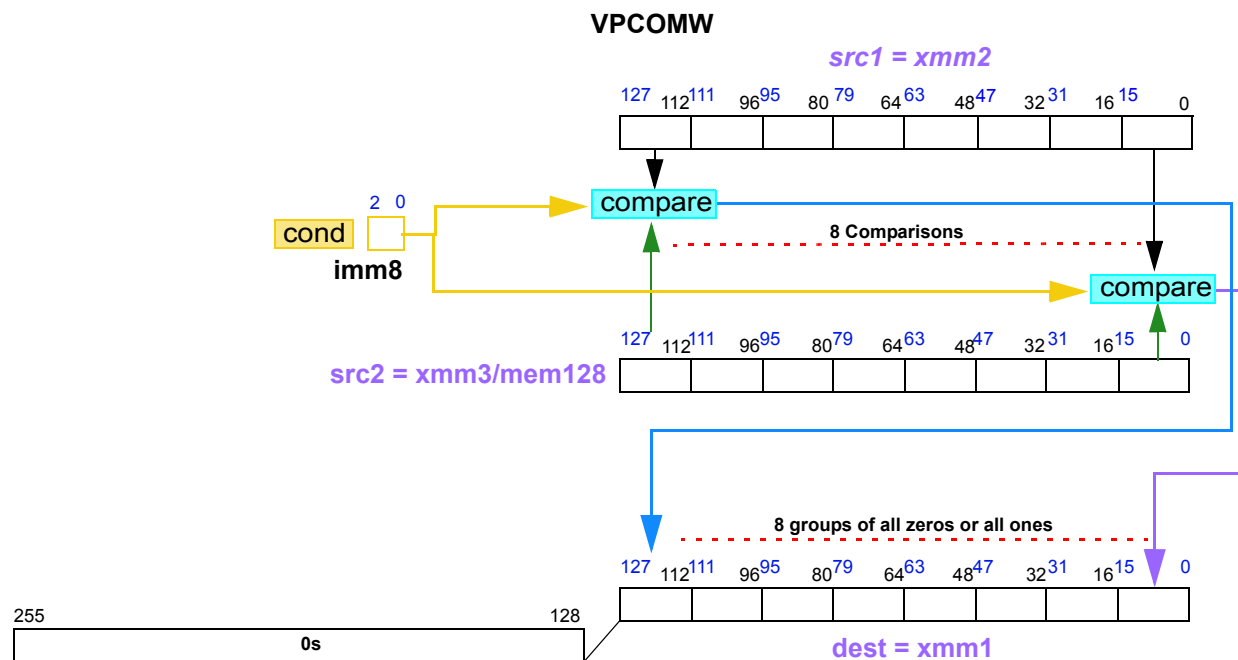 VPCOMW
src1 = xmm2
127 112 111 96 95 80 79 64 63 48 47 32 31 16 15 0
compare
2 0
cond
imm8
8 Comparisons
compare
127 112 111 96 95 80 79 64 63 48 47 32 31 16 15 0
src2 = xmm3/mem128
8 groups of all zeros or all ones
127 112 111 96 95 80 79 64 63 48 47 32 31 16 15 0
255 128
0s
dest = xmm1